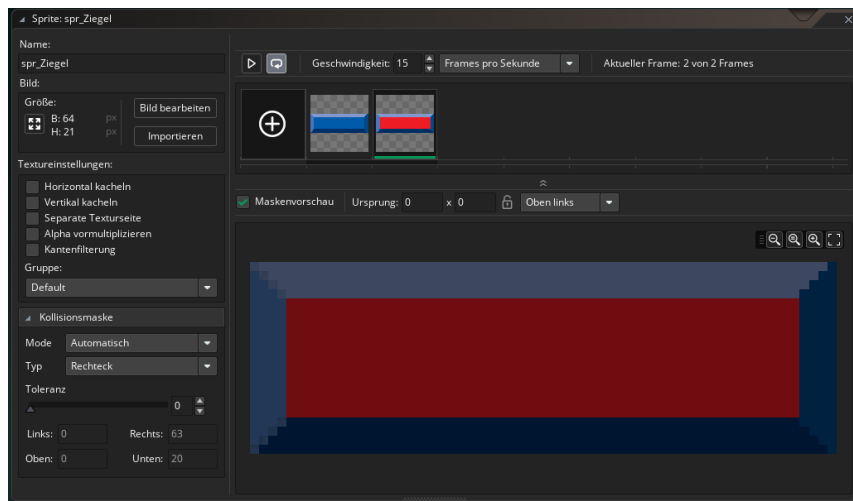 Sprite: spr_Ziegel
Name:
spr_Ziegel
Bild:
Größe:
B: 64 px
H: 21 px
Bild bearbeiten
Importieren
Textureinstellungen:
Horizontal kacheln
Vertikal kacheln
Separate Texturseite
Alpha vormultiplizieren
Kantenfilterung
Gruppe:
Default
Kollisionsmaske
Mode Automatisch
Typ Rechteck
Toleranz
0
Links: 0 Rechts: 63
Oben: 0 Unten: 20
Geschwindigkeit: 15 Frames pro Sekunde Aktueller Frame: 2 von 2 Frames
Maskenvorschau Ursprung: 0 x 0 Oben links